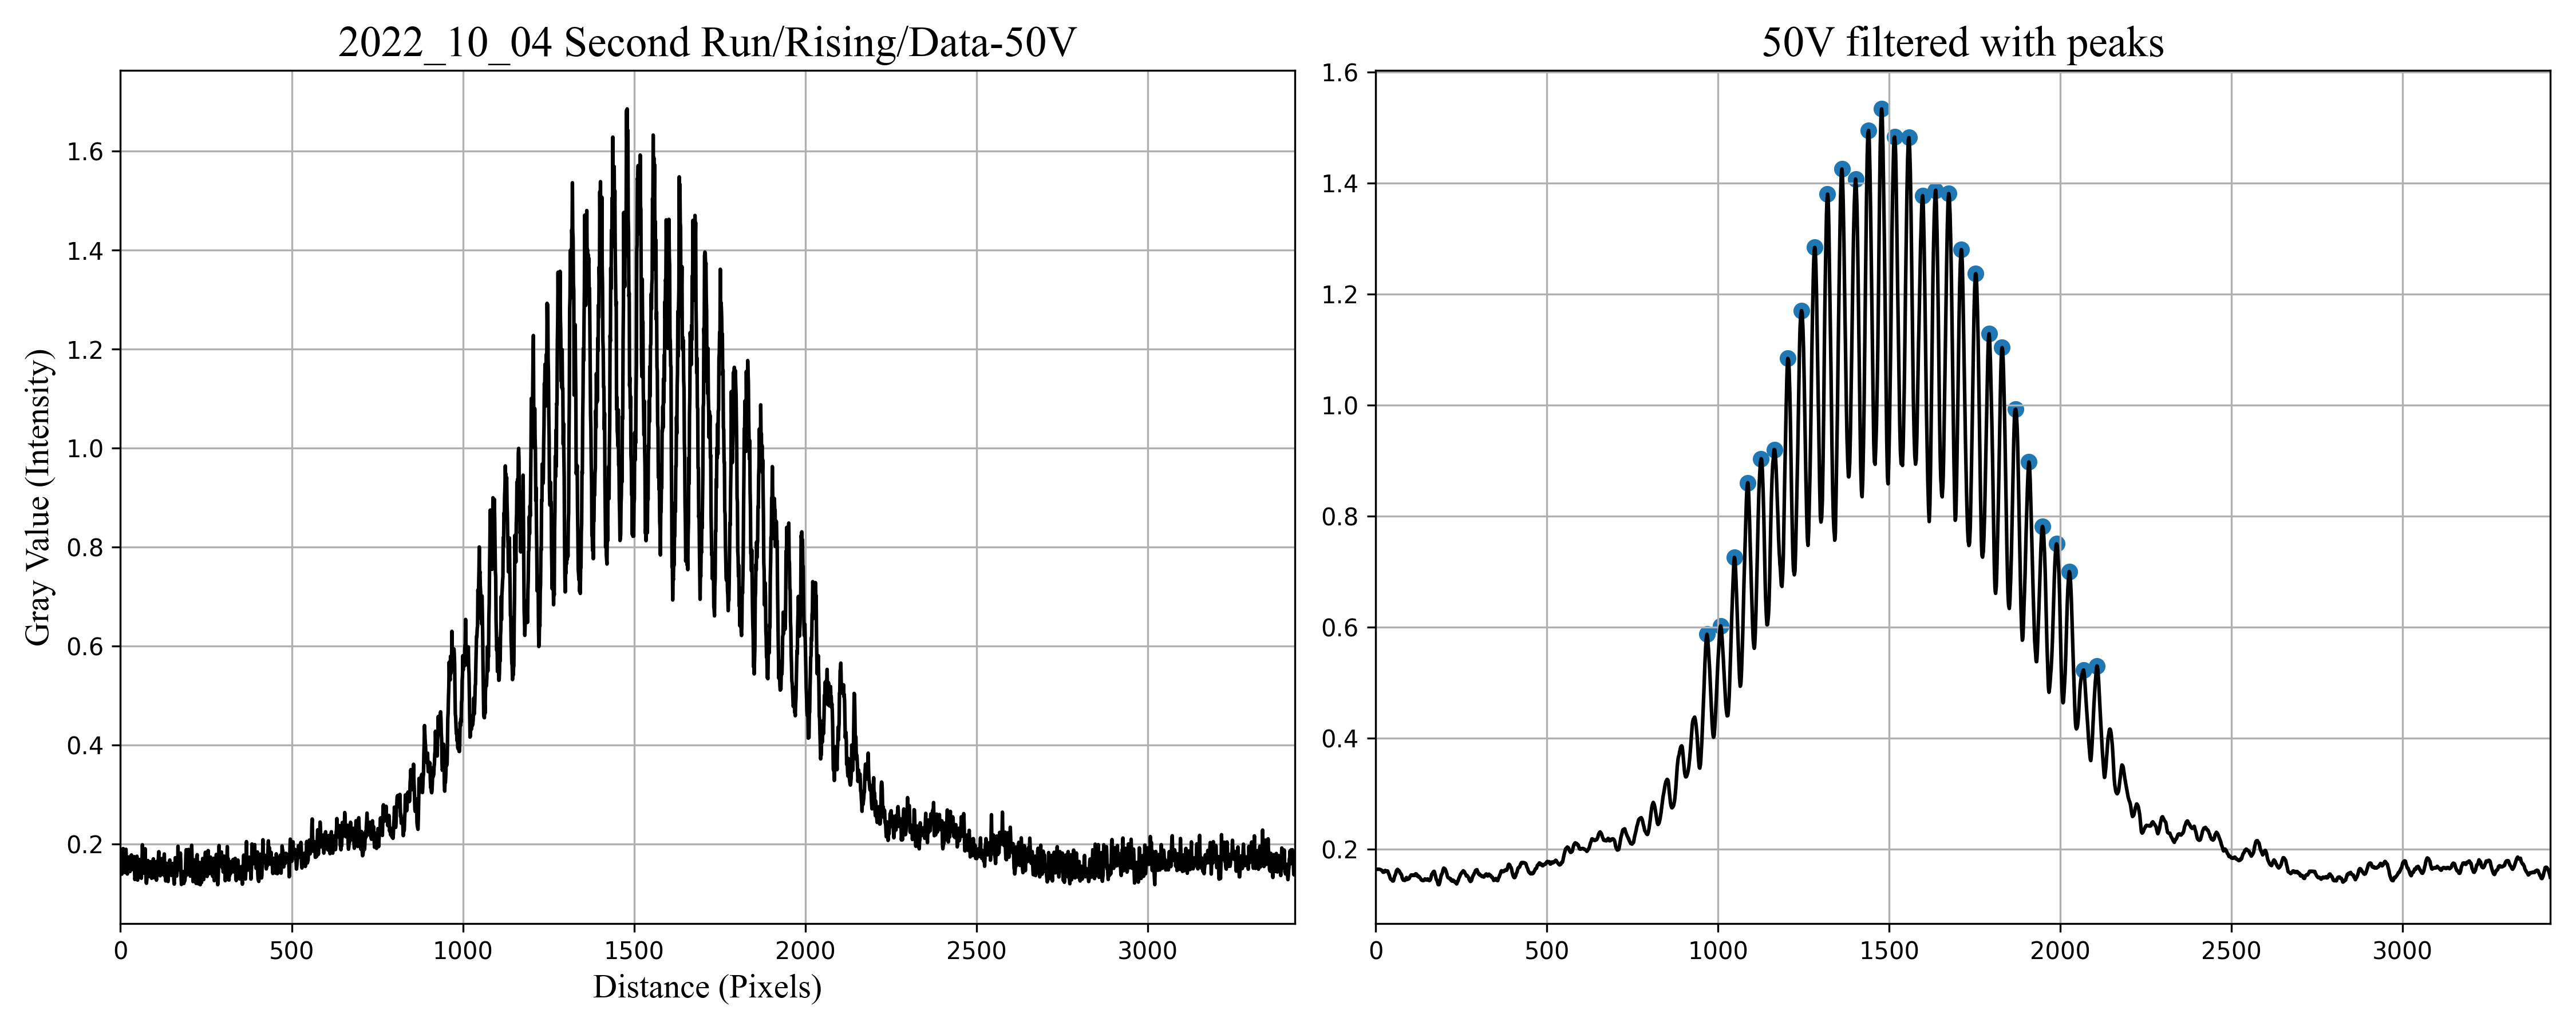 2022_10_04 Second Run/Rising/Data-50V
Gray Value (Intensity)
1.6
1.4
1.2
1.0
0.8
0.6
0.4
0.2
0 500 1000 1500 2000 2500 3000
Distance (Pixels)
50V filtered with peaks
1.6
1.4
1.2
1.0
0.8
0.6
0.4
0.2
0 500 1000 1500 2000 2500 3000